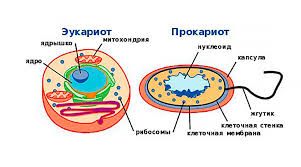 Эукариот
Прокариот
ядрышко
митохондрия
нуклеоид
капсула
ядро
жгутик
клеточная стенка
рибосомы
клеточная мембрана